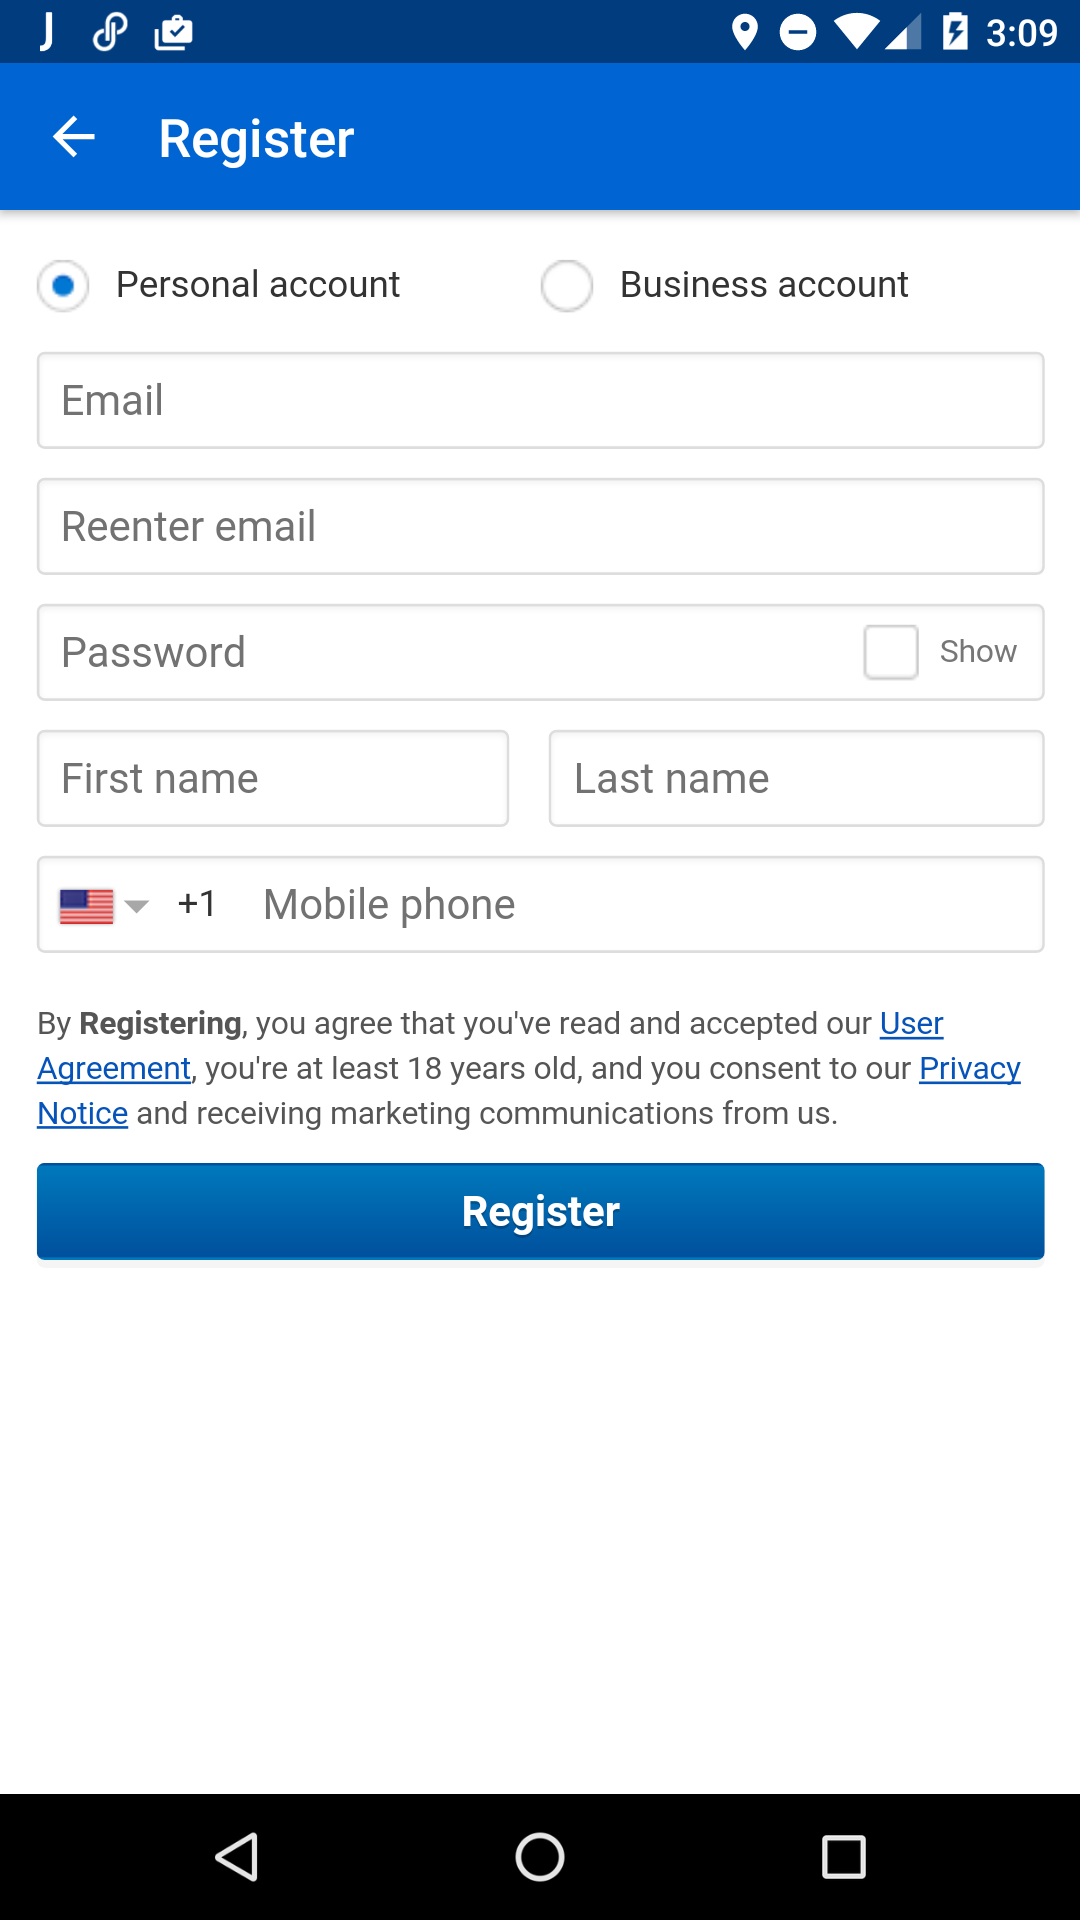 3:09
Register
Personal account
Business account
Email
Reenter email
Password
Show
First name
Last name
+1
Mobile phone
By Registering, you agree that you've read and accepted our User
Agreement, you're at least 18 years old, and you consent to our Privacy
Notice and receiving marketing communications from us.
Register